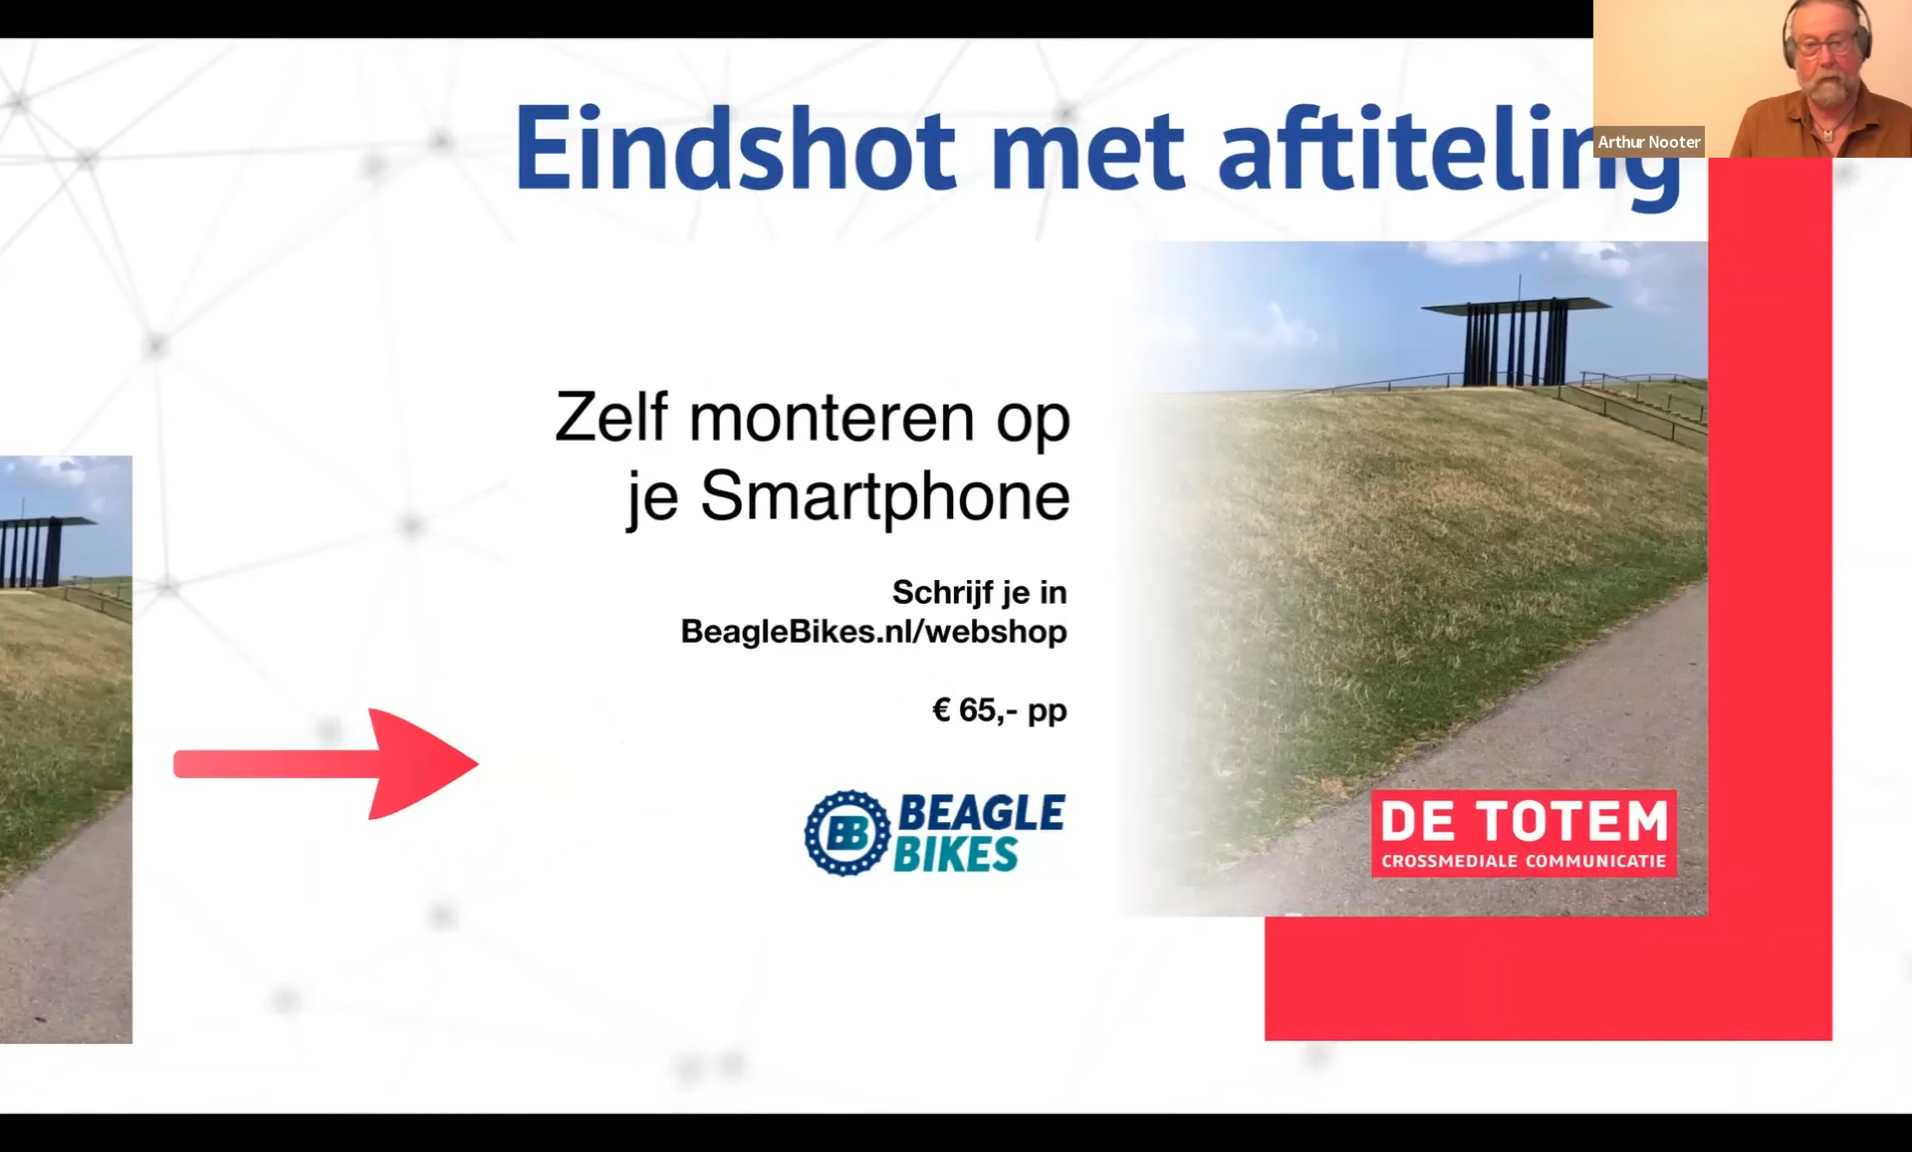 Eindshot met aftiteling
Arthur Nooter
Zelf monteren op
je Smartphone
Schrijf je in
BeagleBikes.nl/webshop
€ 65,- pp
BB
BEAGLE
BIKES
DE TOTEM
CROSSMEDIALE COMMUNICATIE